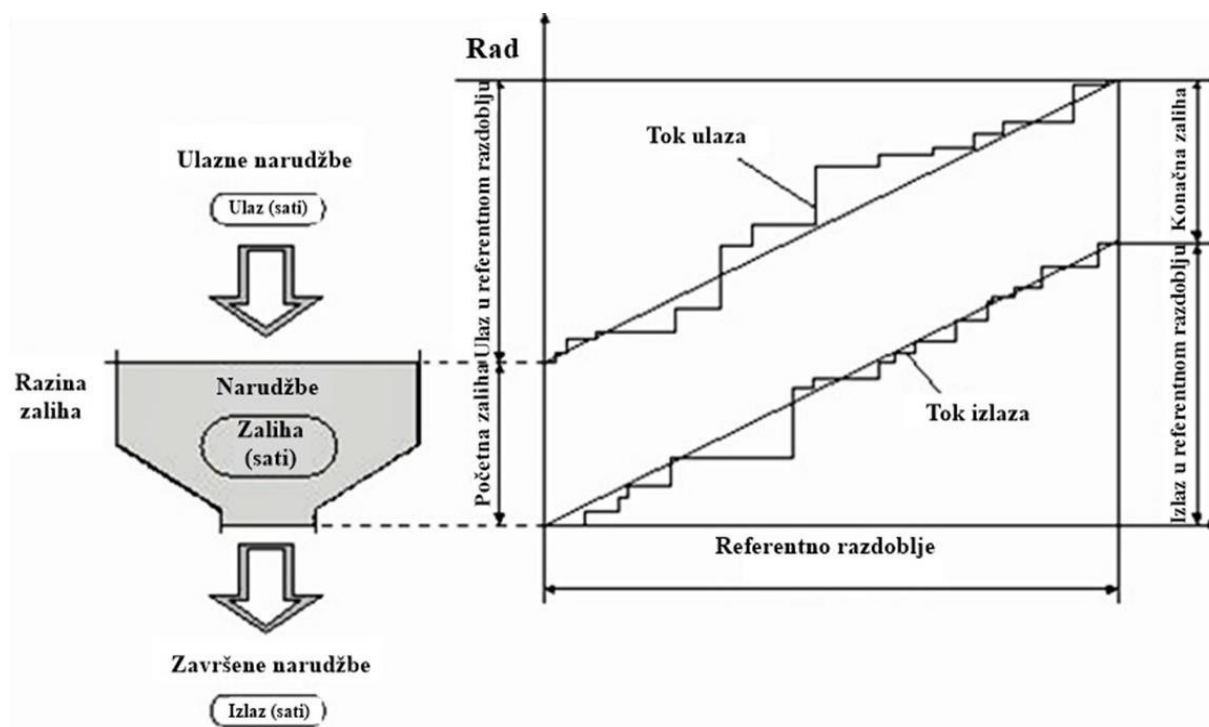 Rad
Ulazne narudžbe
Ulaz (sati)
Razina
zaliha
Narudžbe
Zaliha
(sati)
Završene narudžbe
Izlaz (sati)
Početna zaliha
Ulaz u referentnom razdoblju
Tok ulaza
Tok izlaza
Referentno razdoblje
Konačna zaliha
Izlaz u referentnom razdoblju